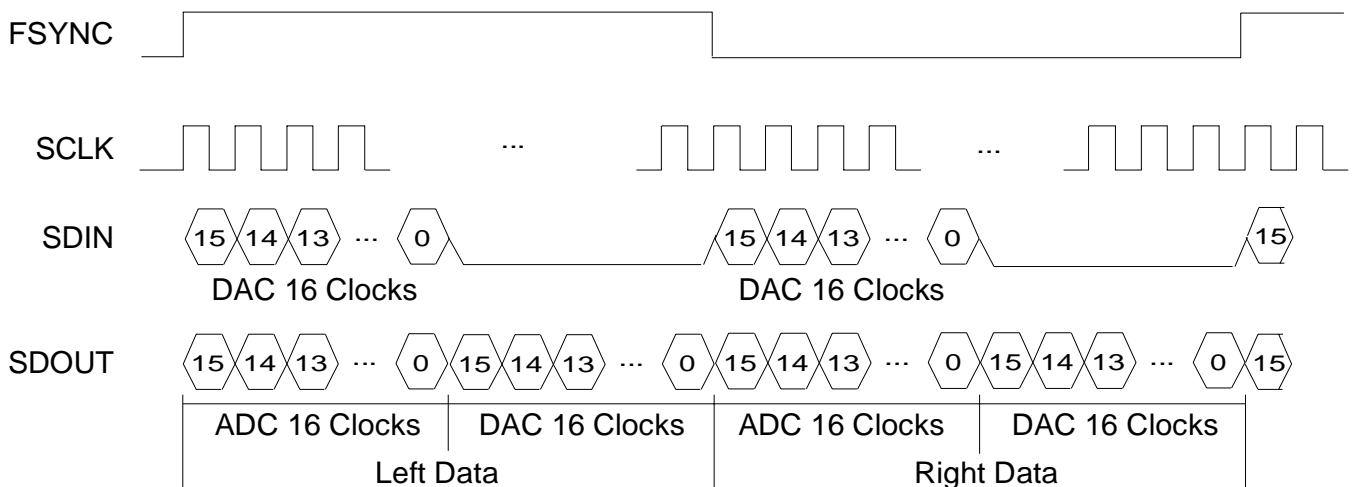 FSYNC
SCLK ... ...
SDIN 15 14 13 ... 0 15 14 13 ... 0 15
DAC 16 Clocks DAC 16 Clocks
SDOUT 15 14 13 ... 0 15 14 13 ... 0 15 14 13 ... 0 15 14 13 ... 0 15
ADC 16 Clocks DAC 16 Clocks ADC 16 Clocks DAC 16 Clocks
Left Data Right Data